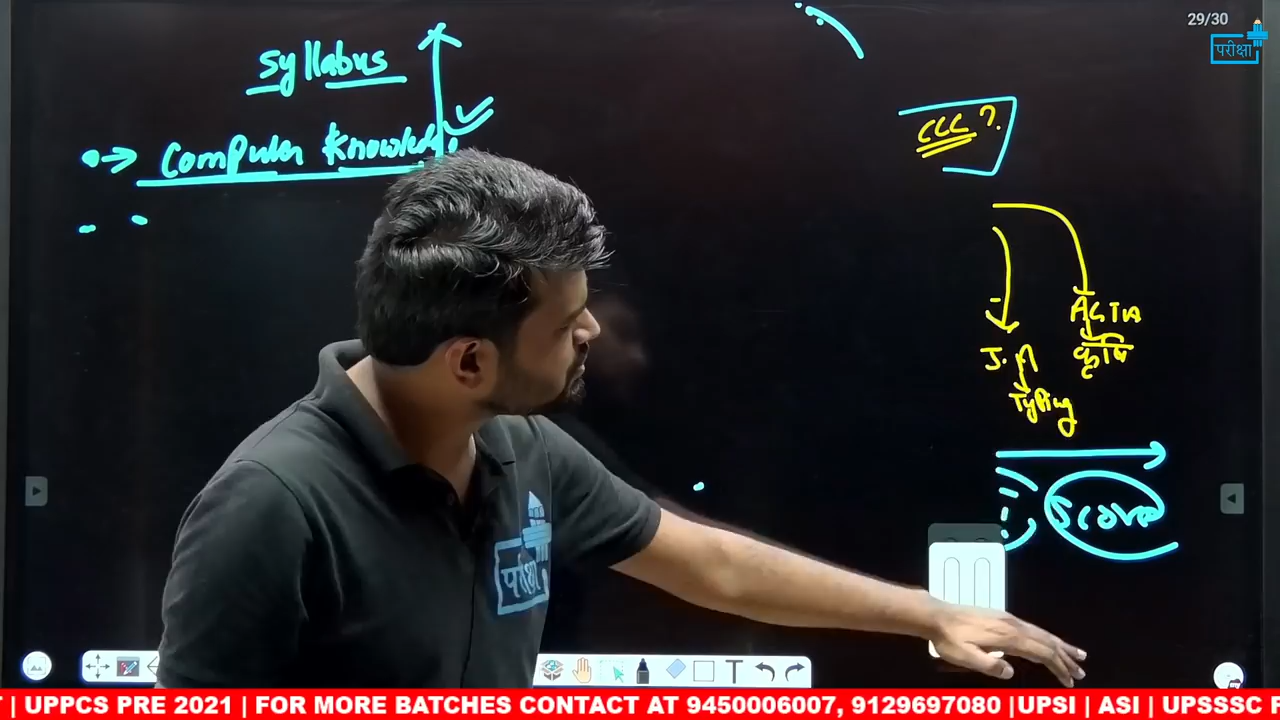 29/30
परीक्षा
Syllabus
CCC ?
→ Computer Knowled
J.A
Typing
Score
परीक्षा
T | UPPCS PRE 2021 | FOR MORE BATCHES CONTACT AT 9450006007, 9129697080 |UPSI | ASI | UPSSSC P